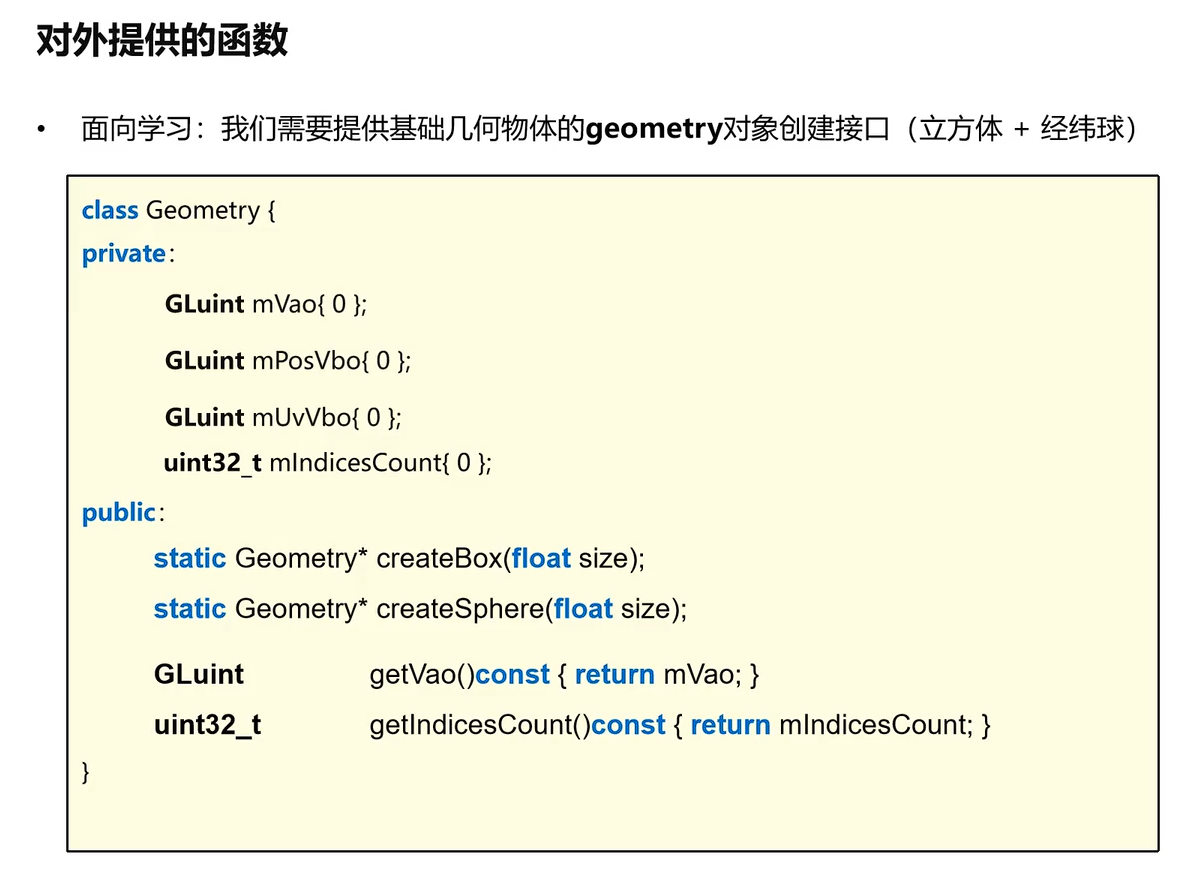 对外提供的函数
• 面向学习：我们需要提供基础几何物体的geometry对象创建接口（立方体 + 经纬球）
class Geometry {
private:
GLuint mVao{ 0 };
GLuint mPosVbo{ 0 };
GLuint mUvVbo{ 0 };
uint32_t mIndicesCount{ 0 };
public:
static Geometry* createBox(float size);
static Geometry* createSphere(float size);
GLuint getVao()const { return mVao; }
uint32_t getIndicesCount()const { return mIndicesCount; }
}